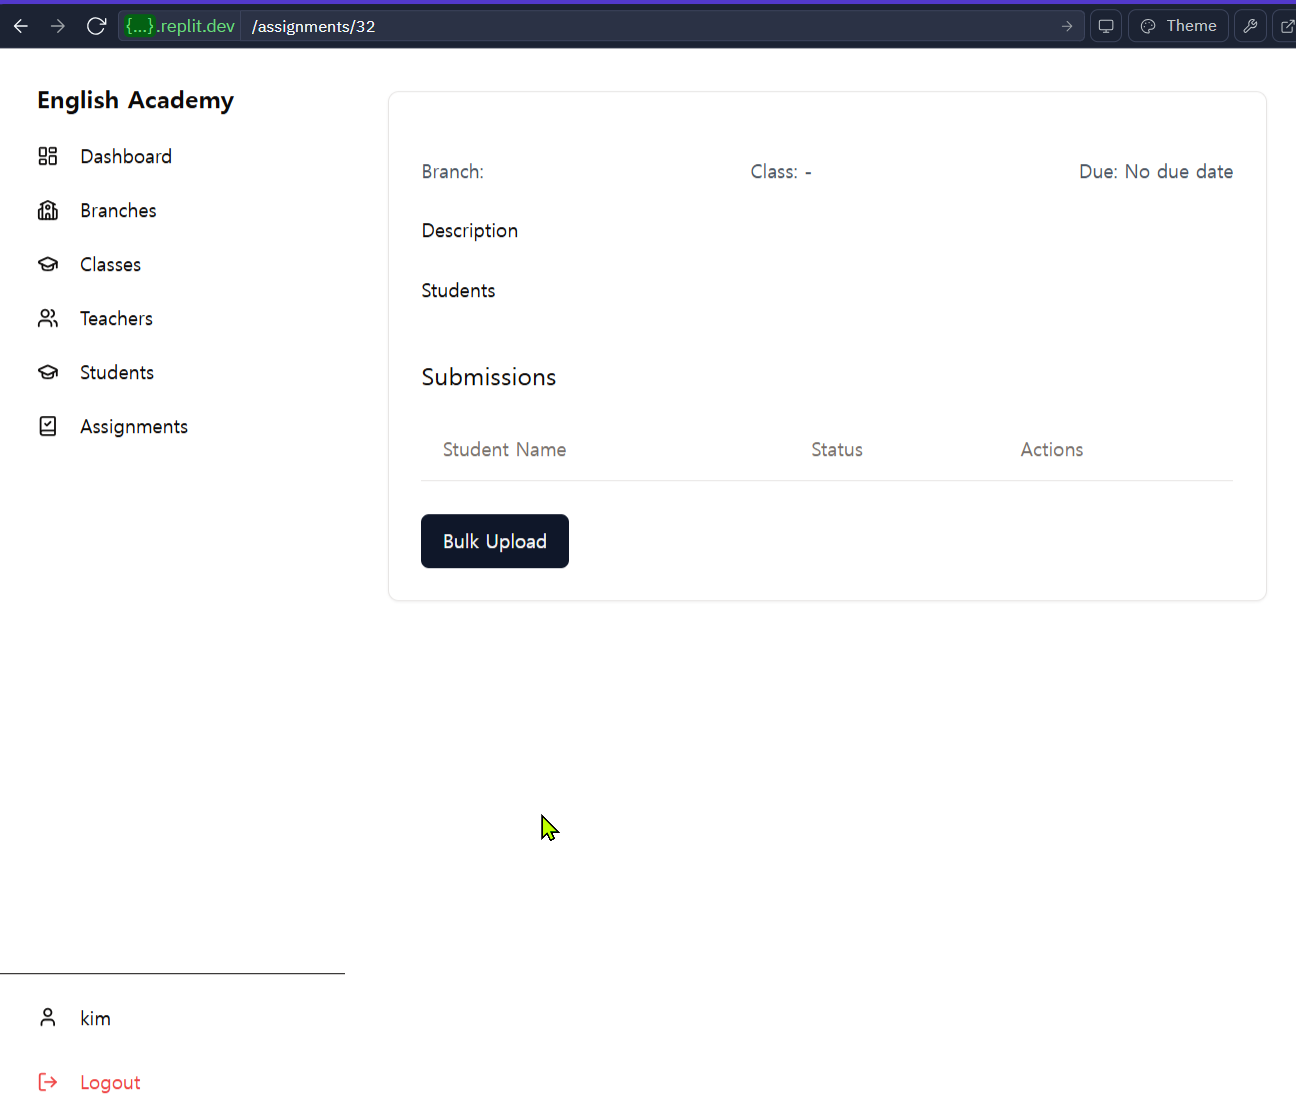 {...}.replit.dev /assignments/32 Theme
English Academy
Dashboard
Branches
Classes
Teachers
Students
Assignments
kim
Logout
Branch: Class: - Due: No due date
Description
Students
Submissions
Student Name Status Actions
Bulk Upload